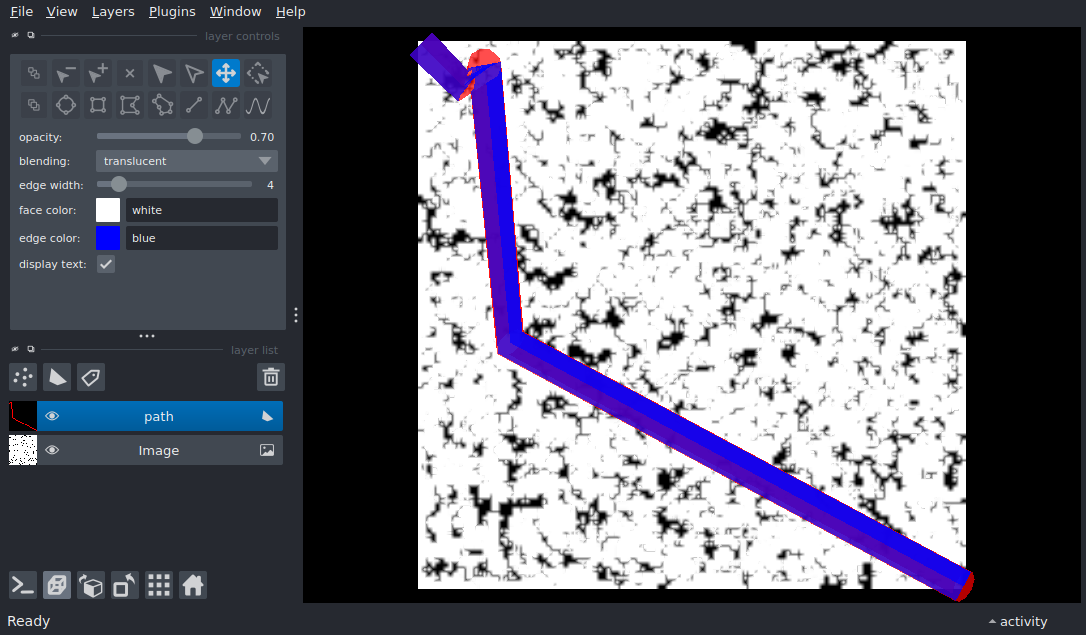 File View Layers Plugins Window Help
layer controls
opacity: 0.70
blending: translucent
edge width: 4
face color: white
edge color: blue
display text:
layer list
path
Image
Ready
activity